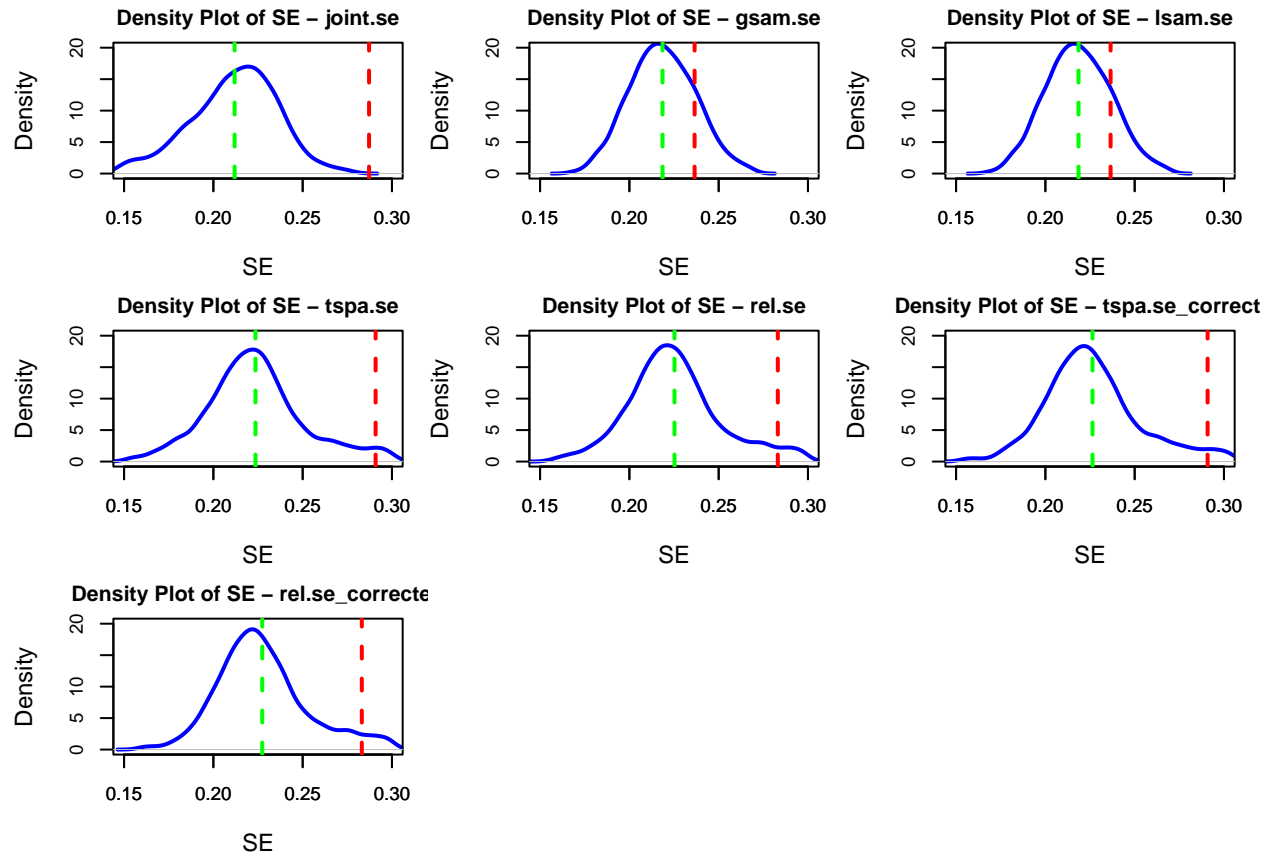 Density Plot of SE – joint.se
Density
0 5 10 20
0.15 0.20 0.25 0.30
SE
Density Plot of SE – gsam.se
Density
0 5 10 20
0.15 0.20 0.25 0.30
SE
Density Plot of SE – lsam.se
Density
0 5 10 20
0.15 0.20 0.25 0.30
SE
Density Plot of SE – tspa.se
Density
0 5 10 20
0.15 0.20 0.25 0.30
SE
Density Plot of SE – rel.se
Density
0 5 10 20
0.15 0.20 0.25 0.30
SE
Density Plot of SE – tspa.se_correct
Density
0 5 10 20
0.15 0.20 0.25 0.30
SE
Density Plot of SE – rel.se_correcte
Density
0 5 10 20
0.15 0.20 0.25 0.30
SE